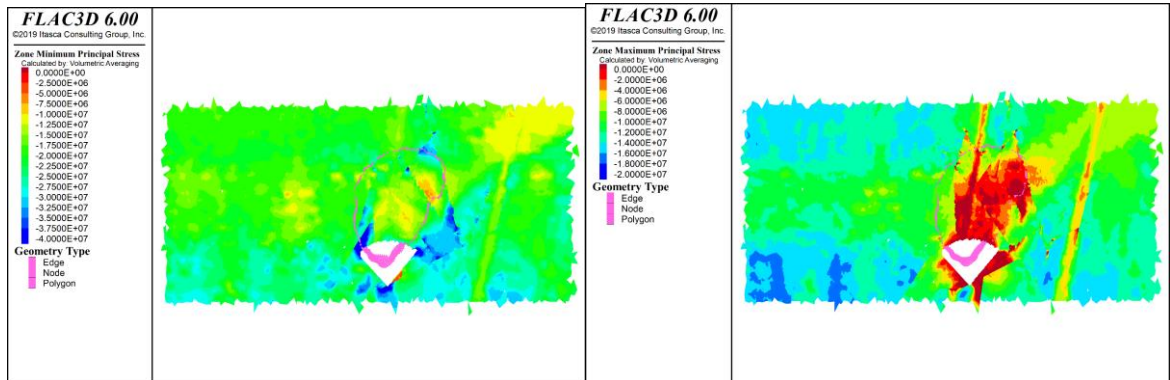 FLAC3D 6.00
©2019 Itasca Consulting Group, Inc.
Zone Minimum Principal Stress
Calculated by: Volumetric Averaging
0.0000E+00
-2.5000E+06
-5.0000E+06
-7.5000E+06
-1.0000E+07
-1.2500E+07
-1.5000E+07
-1.7500E+07
-2.0000E+07
-2.2500E+07
-2.5000E+07
-2.7500E+07
-3.0000E+07
-3.2500E+07
-3.5000E+07
-3.7500E+07
-4.0000E+07
Geometry Type
Edge
Node
Polygon
FLAC3D 6.00
©2019 Itasca Consulting Group, Inc.
Zone Maximum Principal Stress
Calculated by: Volumetric Averaging
0.0000E+00
-2.0000E+06
-4.0000E+06
-6.0000E+06
-8.0000E+06
-1.0000E+07
-1.2000E+07
-1.4000E+07
-1.6000E+07
-1.8000E+07
-2.0000E+07
Geometry Type
Edge
Node
Polygon